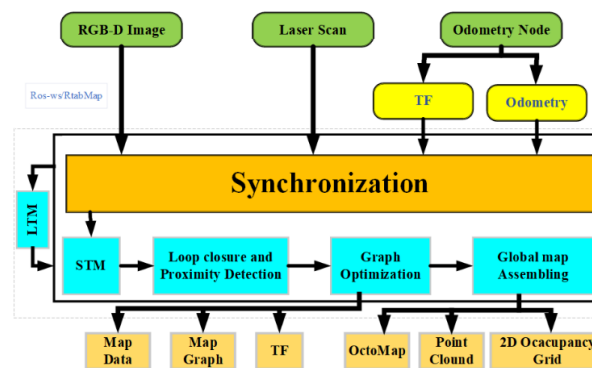 RGB-D Image
Laser Scan
Odometry Node
Ros-ws/RtabMap
TF
Odometry
Synchronization
LTM
STM
Loop closure and
Proximity Detection
Graph
Optimization
Global map
Assembling
Map
Data
Map
Graph
TF
OctoMap
Point
Clound
2D Ocacupancy
Grid